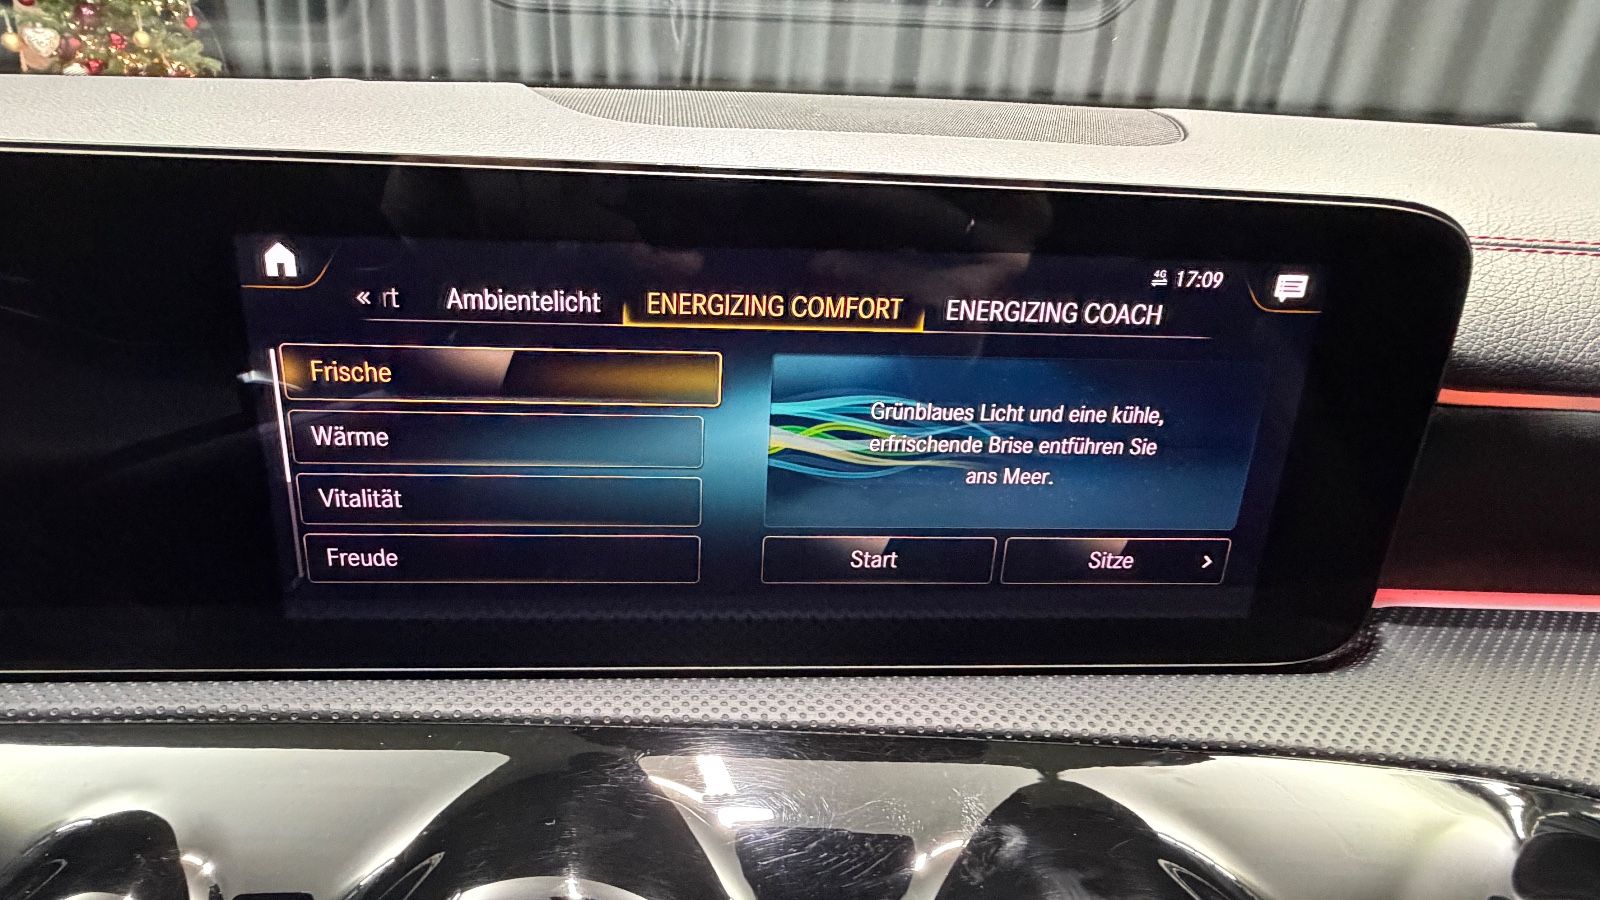 4G 17:09
« rt Ambientelicht ENERGIZING COMFORT ENERGIZING COACH
Frische
Wärme
Vitalität
Freude
Grünblaues Licht und eine kühle,
erfrischende Brise entführen Sie
ans Meer.
Start
Sitze >